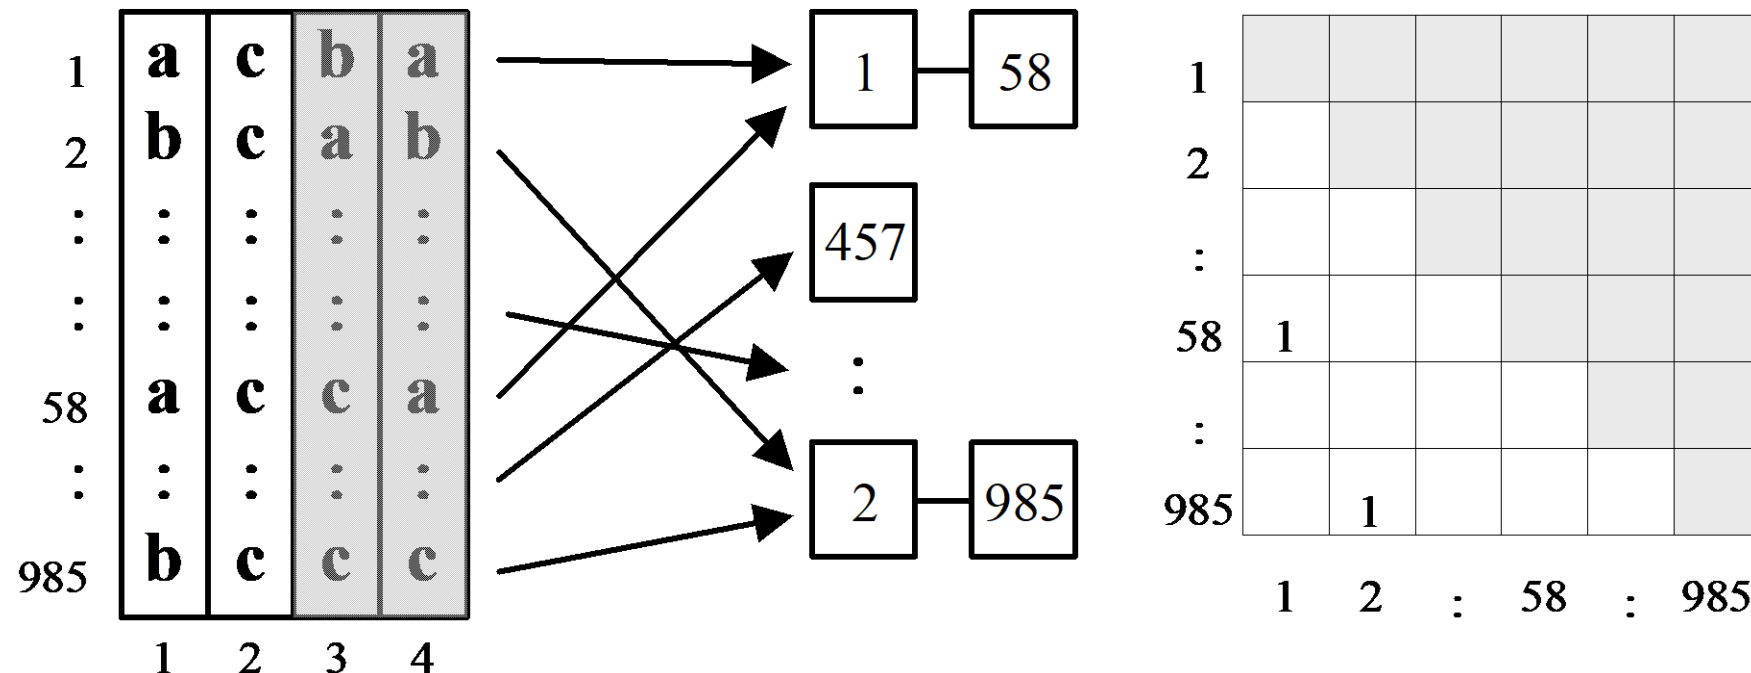 1 a c b a
2 b c a b
: : : : :
: : : : :
58 a c c a
: : : : :
985 b c c c
1 2 3 4
1 58
457
:
2 985
1
2
:
58 1
:
985 1
1 2 : 58 : 985